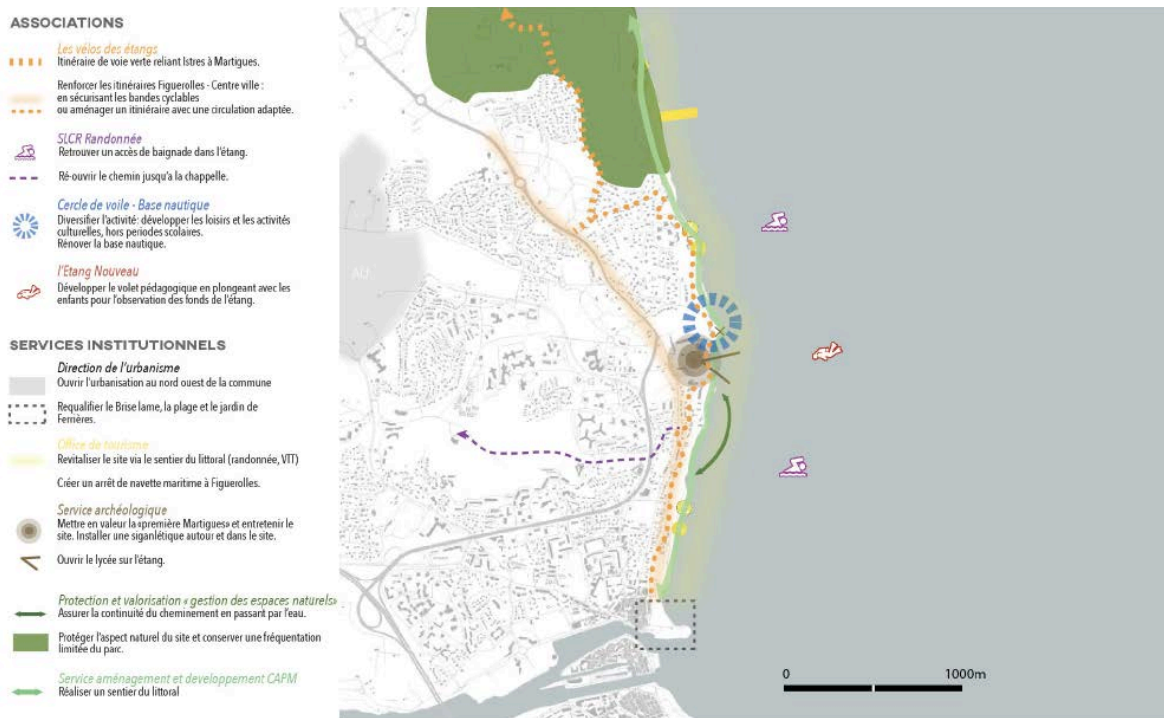 ASSOCIATIONS
Les vélos des étangs
Itinéraire de voie verte reliant Istres à Martigues.
Renforcer les itinéraires Figuerolles - Centre ville :
en sécurisant les bandes cyclables
ou aménager un itiniéraire avec une circulation adaptée.
SLCR Randonnée
Retrouver un accès de baignade dans l'étang.
Ré-ouvrir le chemin jusqu'a la chappelle.
Cercle de voile - Base nautique
Diversifier l'activité: développer les loisirs et les activités
culturelles, hors periodes scolaires.
Rénover la base nautique.
l'Etang Nouveau
Développer le volet pédagogique en plongeant avec les
enfants pour l'observation des fonds de l'étang.
SERVICES INSTITUTIONNELS
Direction de l'urbanisme
Ouvrir l'urbanisation au nord ouest de la commune
Requalifier le Brise lame, la plage et le jardin de
Ferrières.
Office de tourisme
Revitaliser le site via le sentier du littoral (randonnée, VTT)
Créer un arrêt de navette maritime à Figuerolles.
Service archéologique
Mettre en valeur la «première Martigues» et entretenir le
site. Installer une siganlétique autour et dans le site.
Ouvrir le lycée sur l'étang.
Protection et valorisation « gestion des espaces naturels»
Assurer la continuité du cheminement en passant par l'eau.
Protéger l'aspect naturel du site et conserver une fréquentation
limitée du parc.
Service aménagement et developpement CAPM
Réaliser un sentier du littoral
AU
0 1000m